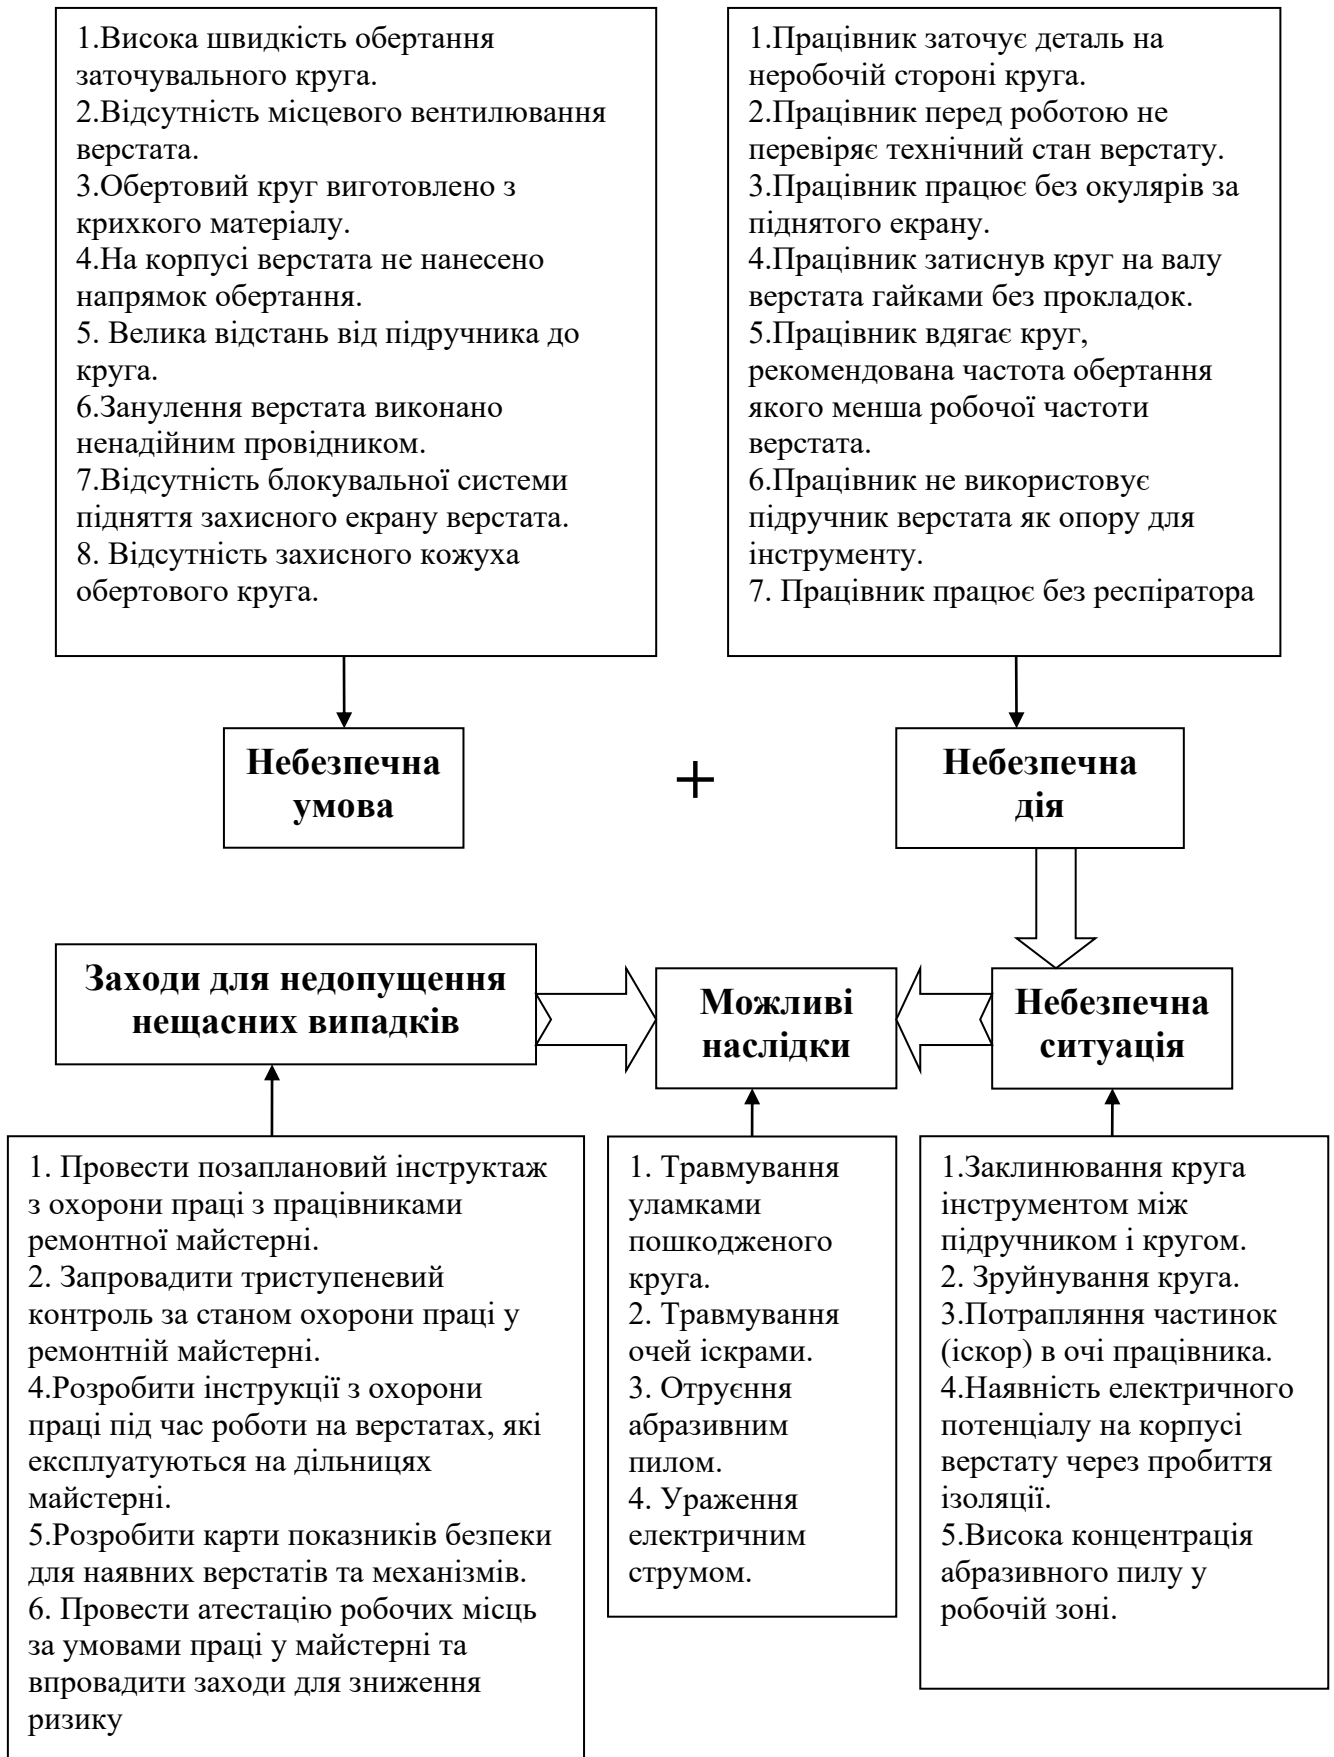 1.Висока швидкість обертання
заточувального круга.
2.Відсутність місцевого вентилювання
верстата.
3.Обертовий круг виготовлено з
крихкого матеріалу.
4.На корпусі верстата не нанесено
напрямок обертання.
5. Велика відстань від підручника до
круга.
6.Занулення верстата виконано
ненадійним провідником.
7.Відсутність блокувальної системи
підняття захисного екрану верстата.
8. Відсутність захисного кожуха
обертового круга.
1.Працівник заточує деталь на
неробочій стороні круга.
2.Працівник перед роботою не
перевіряє технічний стан верстату.
3.Працівник працює без окулярів за
піднятого екрану.
4.Працівник затиснув круг на валу
верстата гайками без прокладок.
5.Працівник вдягає круг,
рекомендована частота обертання
якого менша робочої частоти
верстата.
6.Працівник не використовує
підручник верстата як опору для
інструменту.
7. Працівник працює без респіратора
Небезпечна
умова
+
Небезпечна
дія
Заходи для недопущення
нещасних випадків
Можливі
наслідки
Небезпечна
ситуація
1. Провести позаплановий інструктаж
з охорони праці з працівниками
ремонтної майстерні.
2. Запровадити триступеневий
контроль за станом охорони праці у
ремонтній майстерні.
4.Розробити інструкції з охорони
праці під час роботи на верстатах, які
експлуатуються на дільницях
майстерні.
5.Розробити карти показників безпеки
для наявних верстатів та механізмів.
6. Провести атестацію робочих місць
за умовами праці у майстерні та
впровадити заходи для зниження
ризику
1. Травмування
уламками
пошкодженого
круга.
2. Травмування
очей іскрами.
3. Отруєння
абразивним
пилом.
4. Ураження
електричним
струмом.
1.Заклинювання круга
інструментом між
підручником і кругом.
2. Зруйнування круга.
3.Потрапляння частинок
(іскор) в очі працівника.
4.Наявність електричного
потенціалу на корпусі
верстату через пробиття
ізоляції.
5.Висока концентрація
абразивного пилу у
робочій зоні.